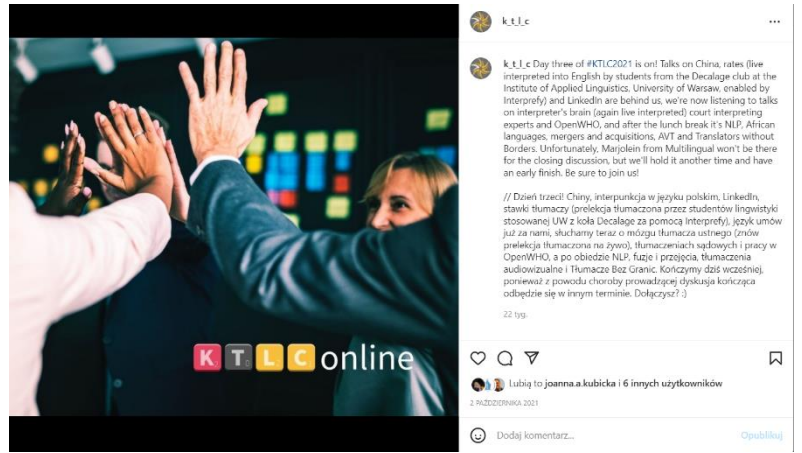 KTLC online
k_t_l_c
k_t_l_c Day three of #KTLC2021 is on! Talks on China, rates (live
interpreted into English by students from the Decalage club at the
Institute of Applied Linguistics, University of Warsaw, enabled by
Interprefy) and LinkedIn are behind us, we're now listening to talks
on interpreter's brain (again live interpreted) court interpreting
experts and OpenWHO, and after the lunch break it's NLP, African
languages, mergers and acquisitions, AVT and Translators without
Borders. Unfortunately, Marjolein from Multilingual won't be there
for the closing discussion, but we'll hold it another time and have
an early finish. Be sure to join us!
// Dzień trzeci! Chiny, interpunkcja w języku polskim, LinkedIn,
stawki tłumaczy (prelekcja tłumaczona przez studentów lingwistyki
stosowanej UW z koła Decalage za pomocą Interprefy), język umów
już za nami, słuchamy teraz o mózgu tłumacza ustnego (znów
prelekcja tłumaczona na żywo), tłumaczeniach sądowych i pracy w
OpenWHO, a po obiedzie NLP, fuzje i przejęcia, tłumaczenia
audiowizualne i Tłumacze Bez Granic. Kończymy dziś wcześniej,
ponieważ z powodu choroby prowadzącej dyskusja kończąca
odbędzie się w innym terminie. Dołączysz? :)
22 tyg.
Lubią to joanna.a.kubicka i 6 innych użytkowników
2 PAŹDZIERNIKA 2021
Dodaj komentarz...
Opublikuj